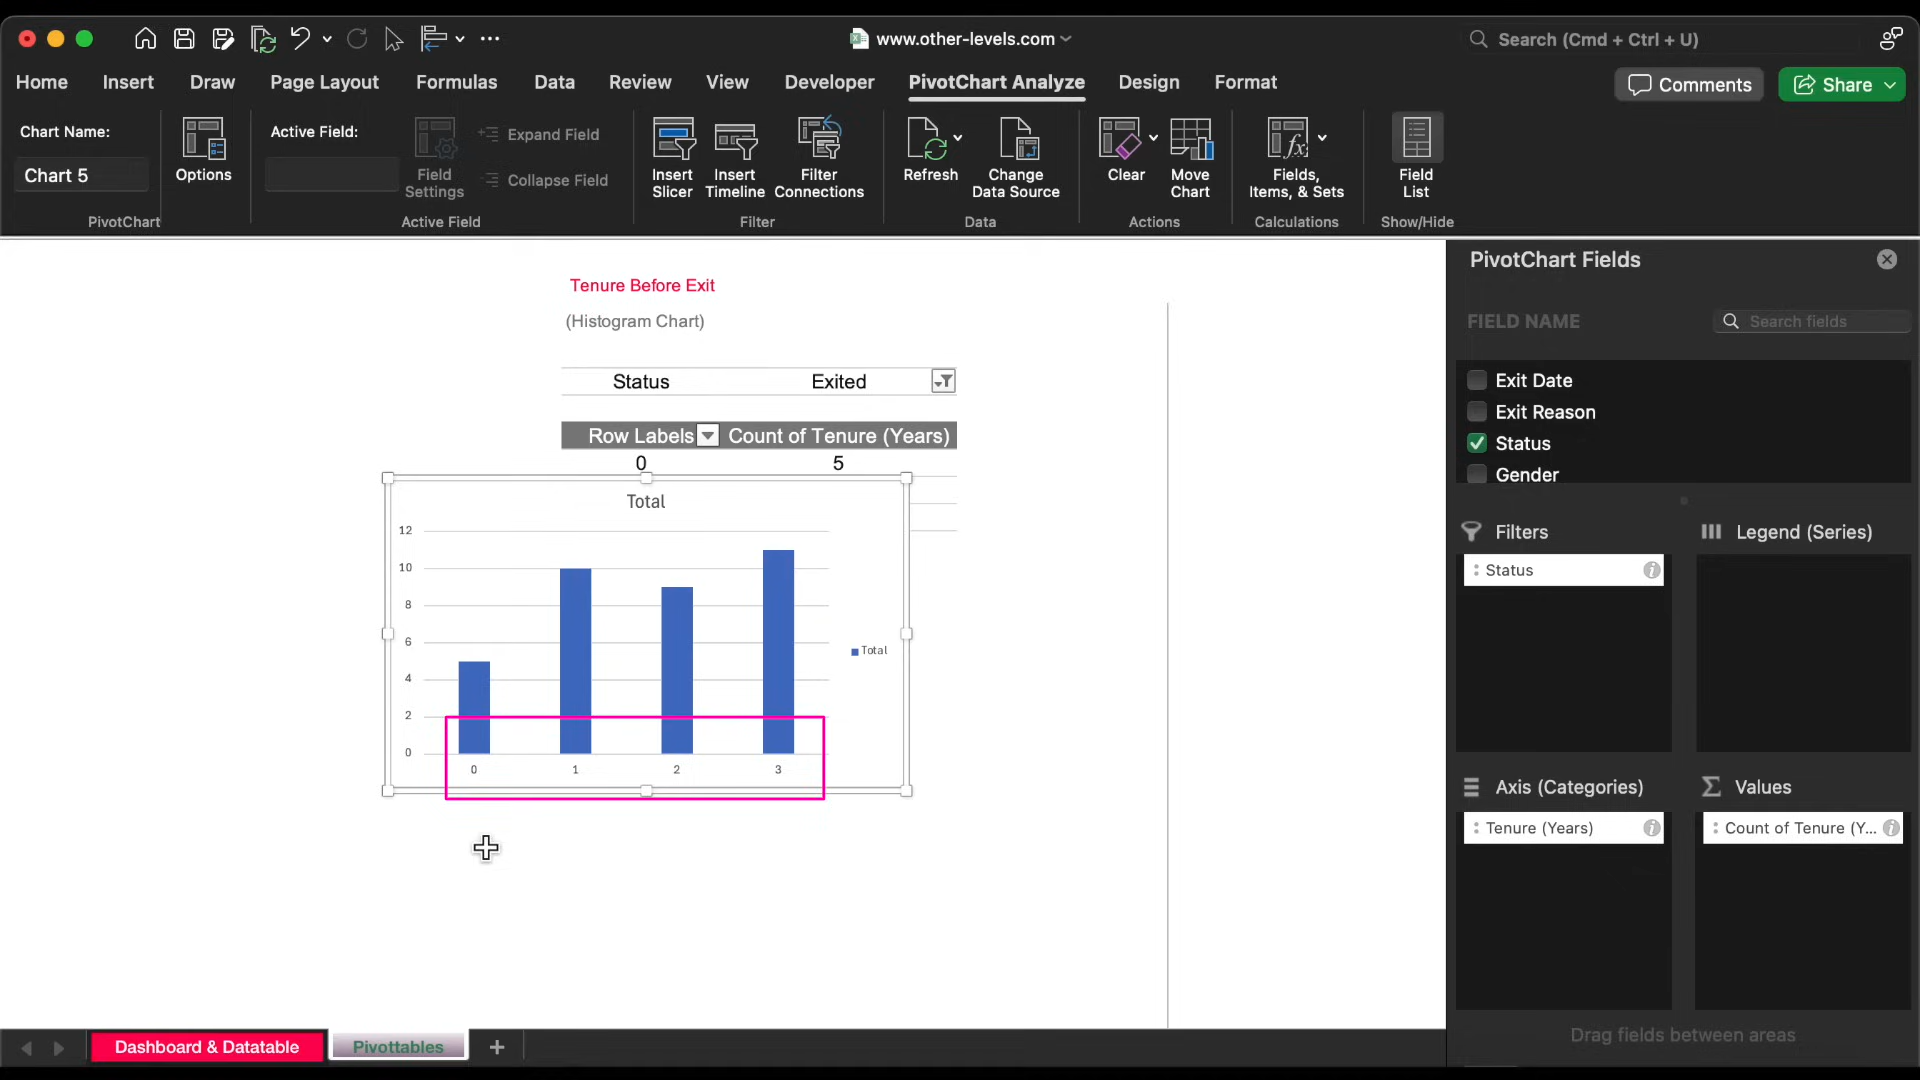 www.other-levels.com
Search (Cmd + Ctrl + U)
Home Insert Draw Page Layout Formulas Data Review View Developer PivotChart Analyze Design Format
Comments
Share
Chart Name:
Chart 5
PivotChart
Options
Active Field:
Field Settings
Expand Field
Collapse Field
Active Field
Insert Slicer
Insert Timeline
Filter Connections
Filter
Refresh
Change Data Source
Data
Clear
Move Chart
Actions
Fields, Items, & Sets
Calculations
Field List
Show/Hide
Tenure Before Exit
(Histogram Chart)
Status Exited
Row Labels Count of Tenure (Years)
0 5
Total
12
10
8
6
4
2
0
0 1 2 3
Total
PivotChart Fields
FIELD NAME
Search fields
Exit Date
Exit Reason
Status
Gender
Filters
Status
Legend (Series)
Axis (Categories)
Tenure (Years)
Values
Count of Tenure (Y...
Drag fields between areas
Dashboard & Datatable
Pivottables